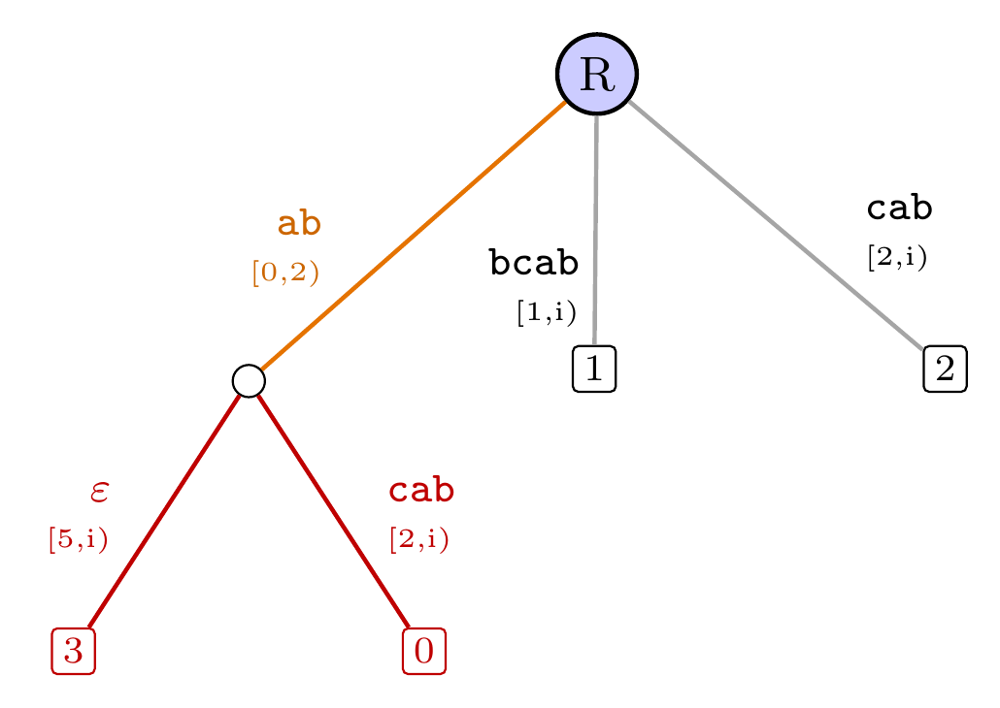 R
ab
[0,2)
bcab
[1,i)
cab
[2,i)
1
2
ε
[5,i)
cab
[2,i)
3
0